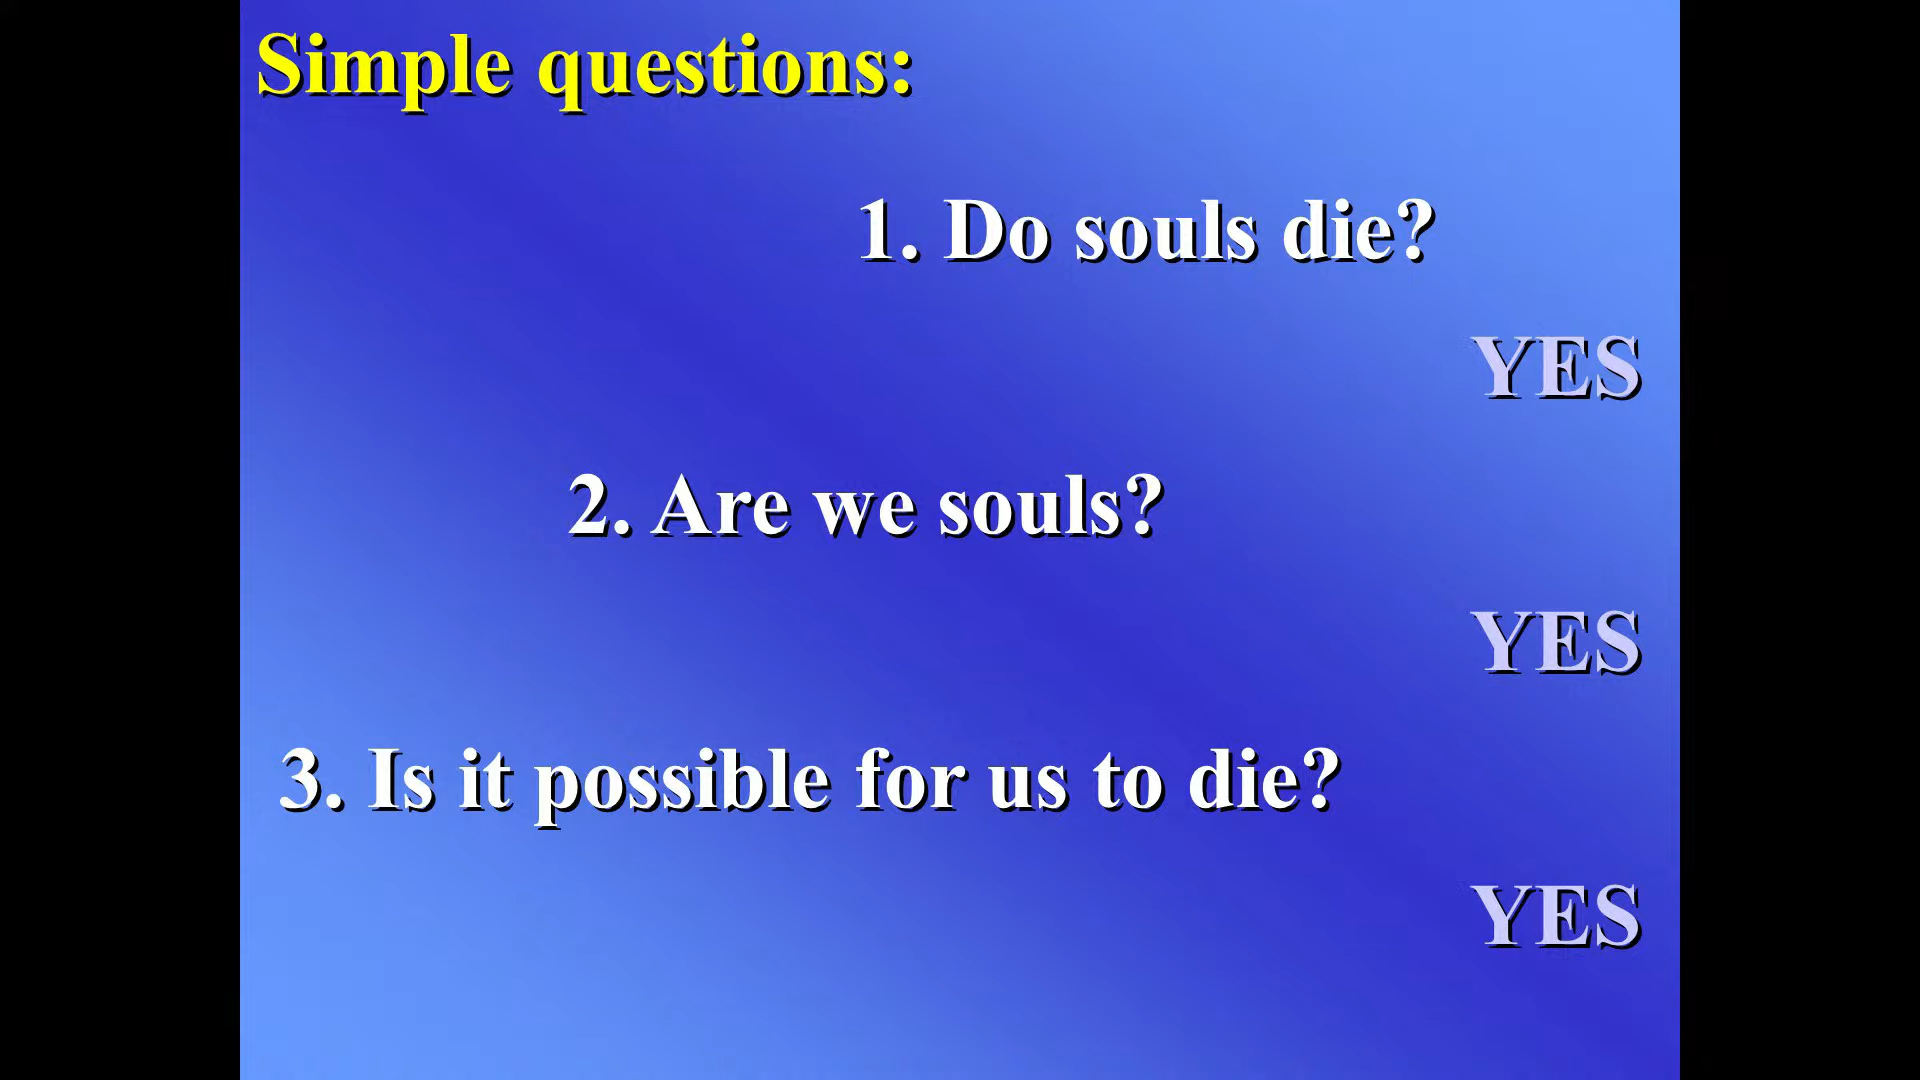 Simple questions:
1. Do souls die?
YES
2. Are we souls?
YES
3. Is it possible for us to die?
YES